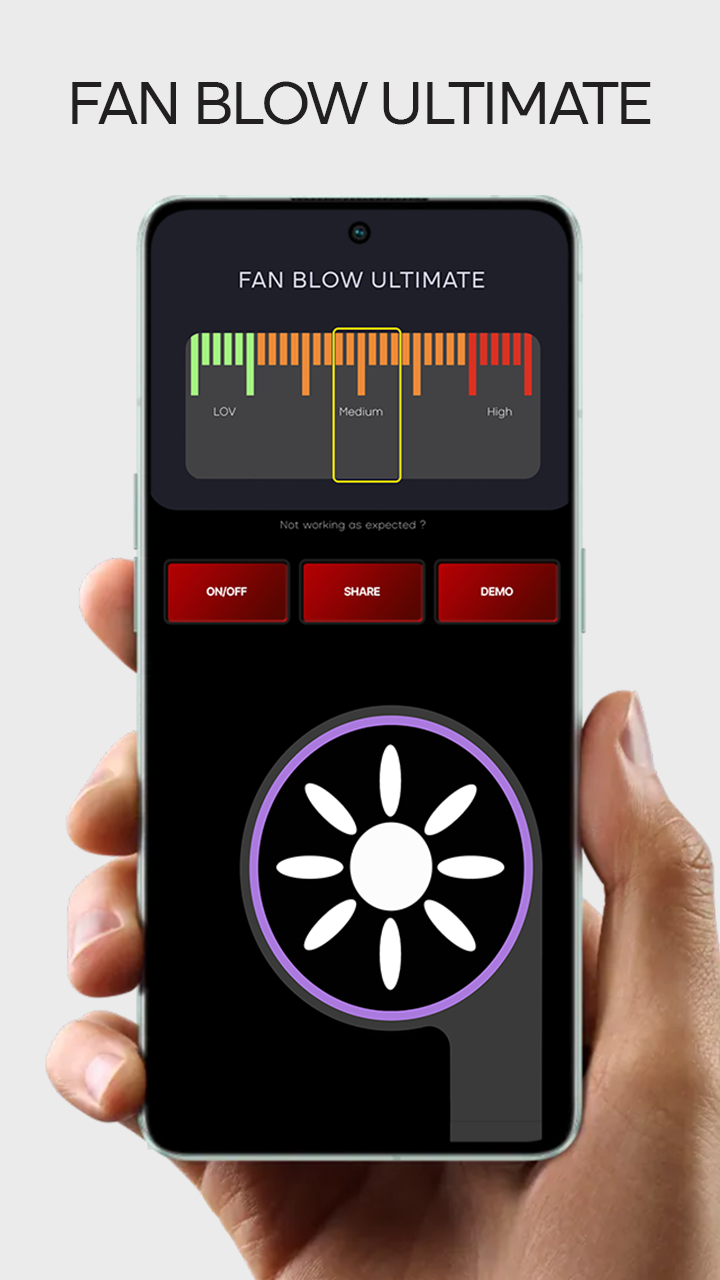 FAN BLOW ULTIMATE
FAN BLOW ULTIMATE
LOV Medium High
Not working as expected ?
ON/OFF SHARE DEMO